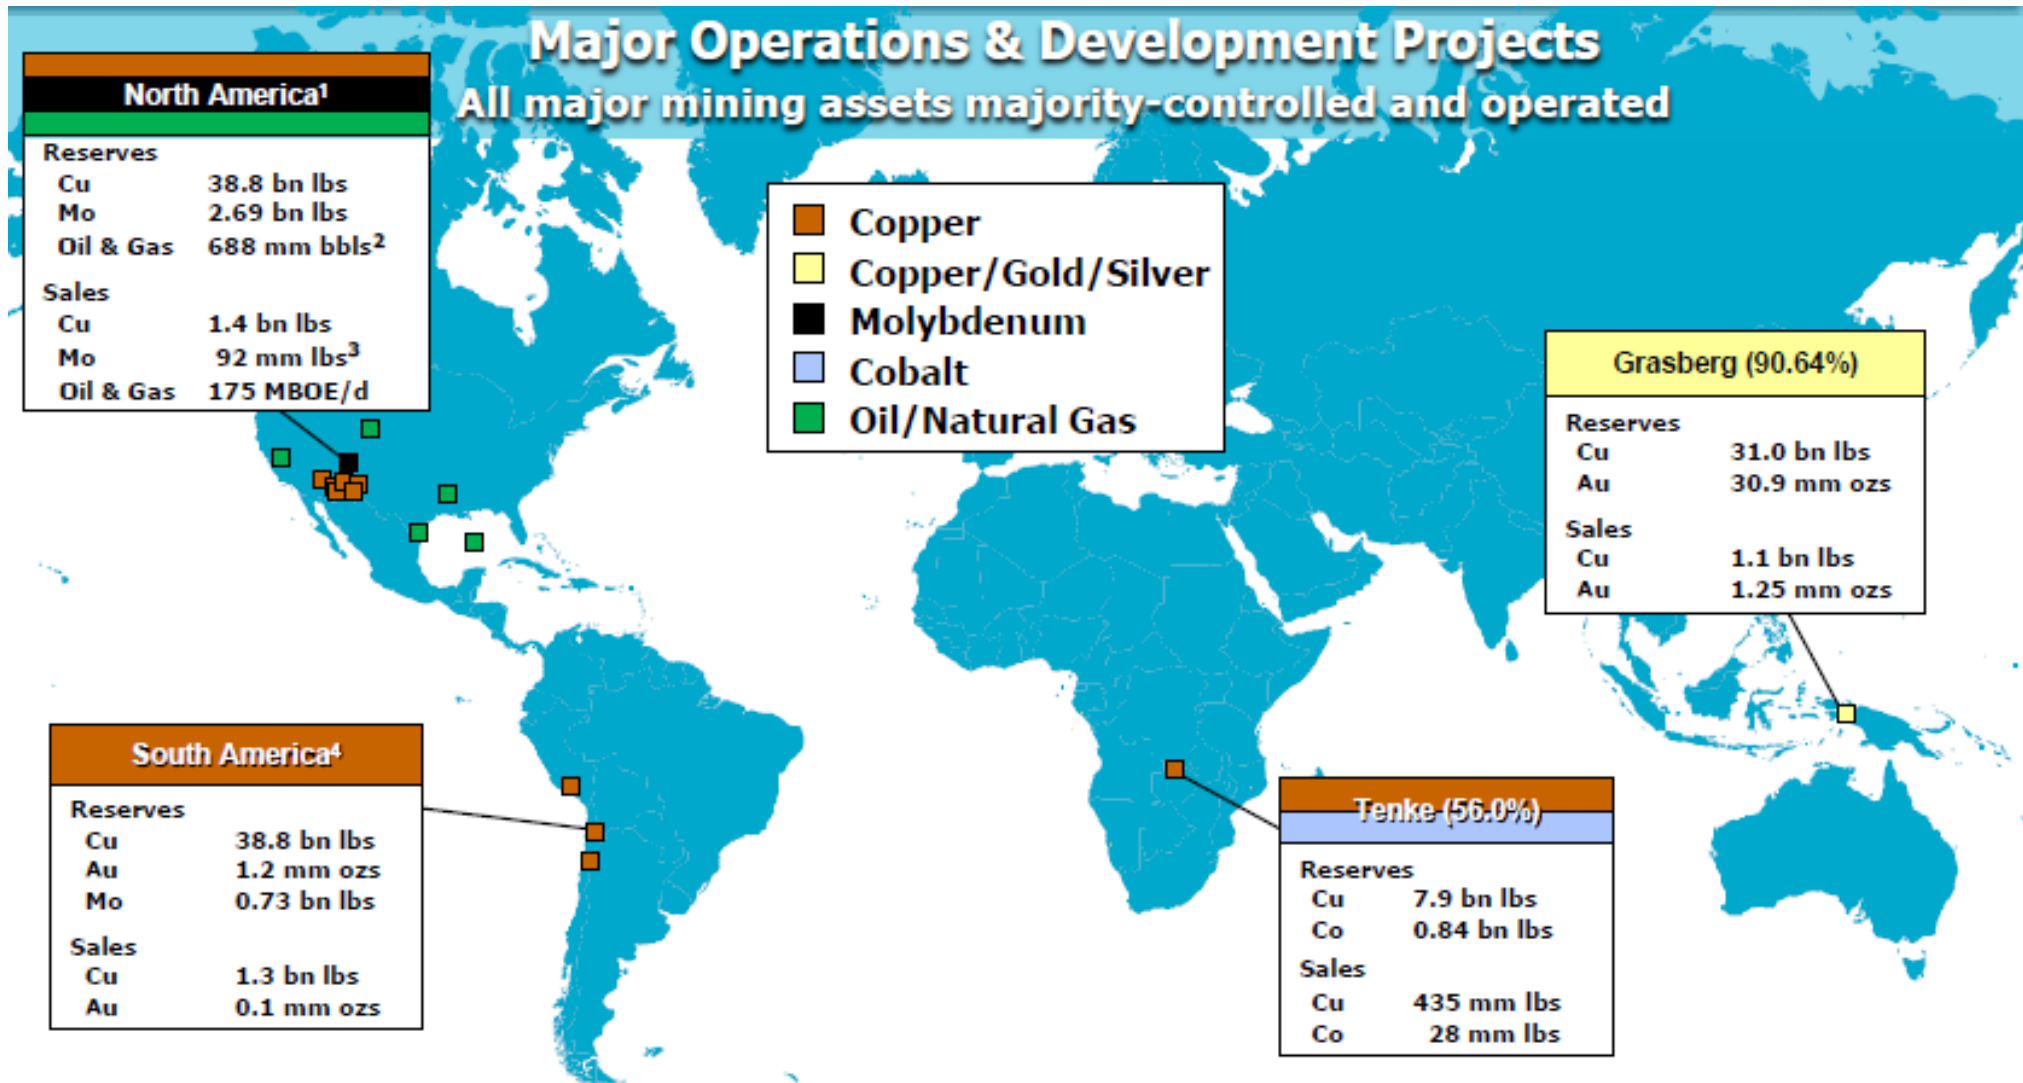 Major Operations & Development Projects
All major mining assets majority-controlled and operated
North America¹
Reserves
Cu 38.8 bn lbs
Mo 2.69 bn lbs
Oil & Gas 688 mm bbls²
Sales
Cu 1.4 bn lbs
Mo 92 mm lbs³
Oil & Gas 175 MBOE/d
Copper
Copper/Gold/Silver
Molybdenum
Cobalt
Oil/Natural Gas
Grasberg (90.64%)
Reserves
Cu 31.0 bn lbs
Au 30.9 mm ozs
Sales
Cu 1.1 bn lbs
Au 1.25 mm ozs
South America⁴
Reserves
Cu 38.8 bn lbs
Au 1.2 mm ozs
Mo 0.73 bn lbs
Sales
Cu 1.3 bn lbs
Au 0.1 mm ozs
Tenke (56.0%)
Reserves
Cu 7.9 bn lbs
Co 0.84 bn lbs
Sales
Cu 435 mm lbs
Co 28 mm lbs